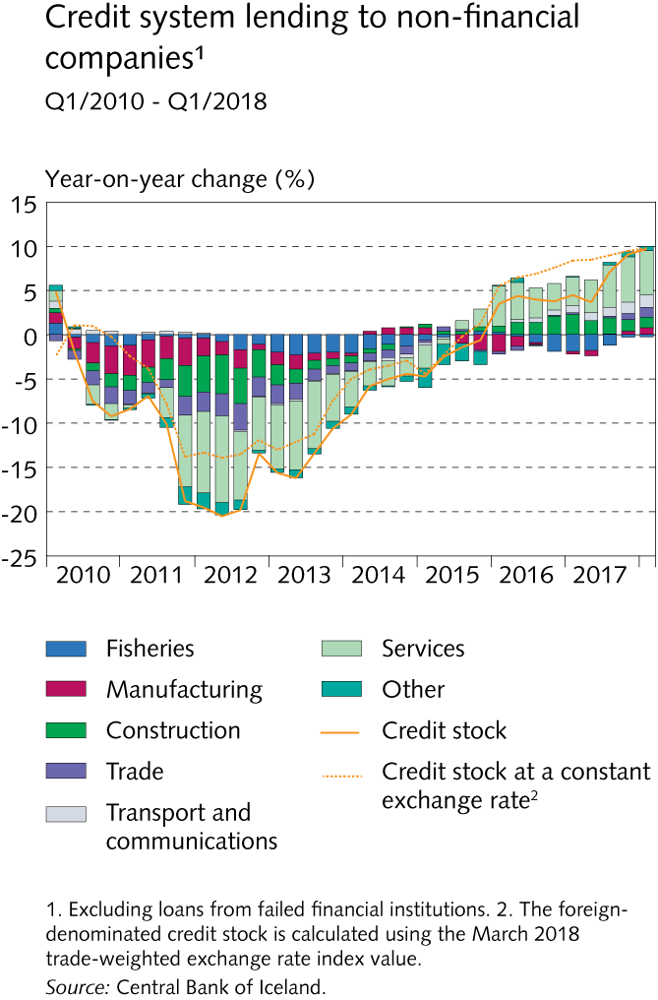 Credit system lending to non-financial
companies¹
Q1/2010 - Q1/2018
Year-on-year change (%)
15
10
5
0
-5
-10
-15
-20
-25
2010 2011 2012 2013 2014 2015 2016 2017
Fisheries
Manufacturing
Construction
Trade
Transport and
communications
Services
Other
Credit stock
Credit stock at a constant
exchange rate²
1. Excluding loans from failed financial institutions. 2. The foreign-
denominated credit stock is calculated using the March 2018
trade-weighted exchange rate index value.
Source: Central Bank of Iceland.